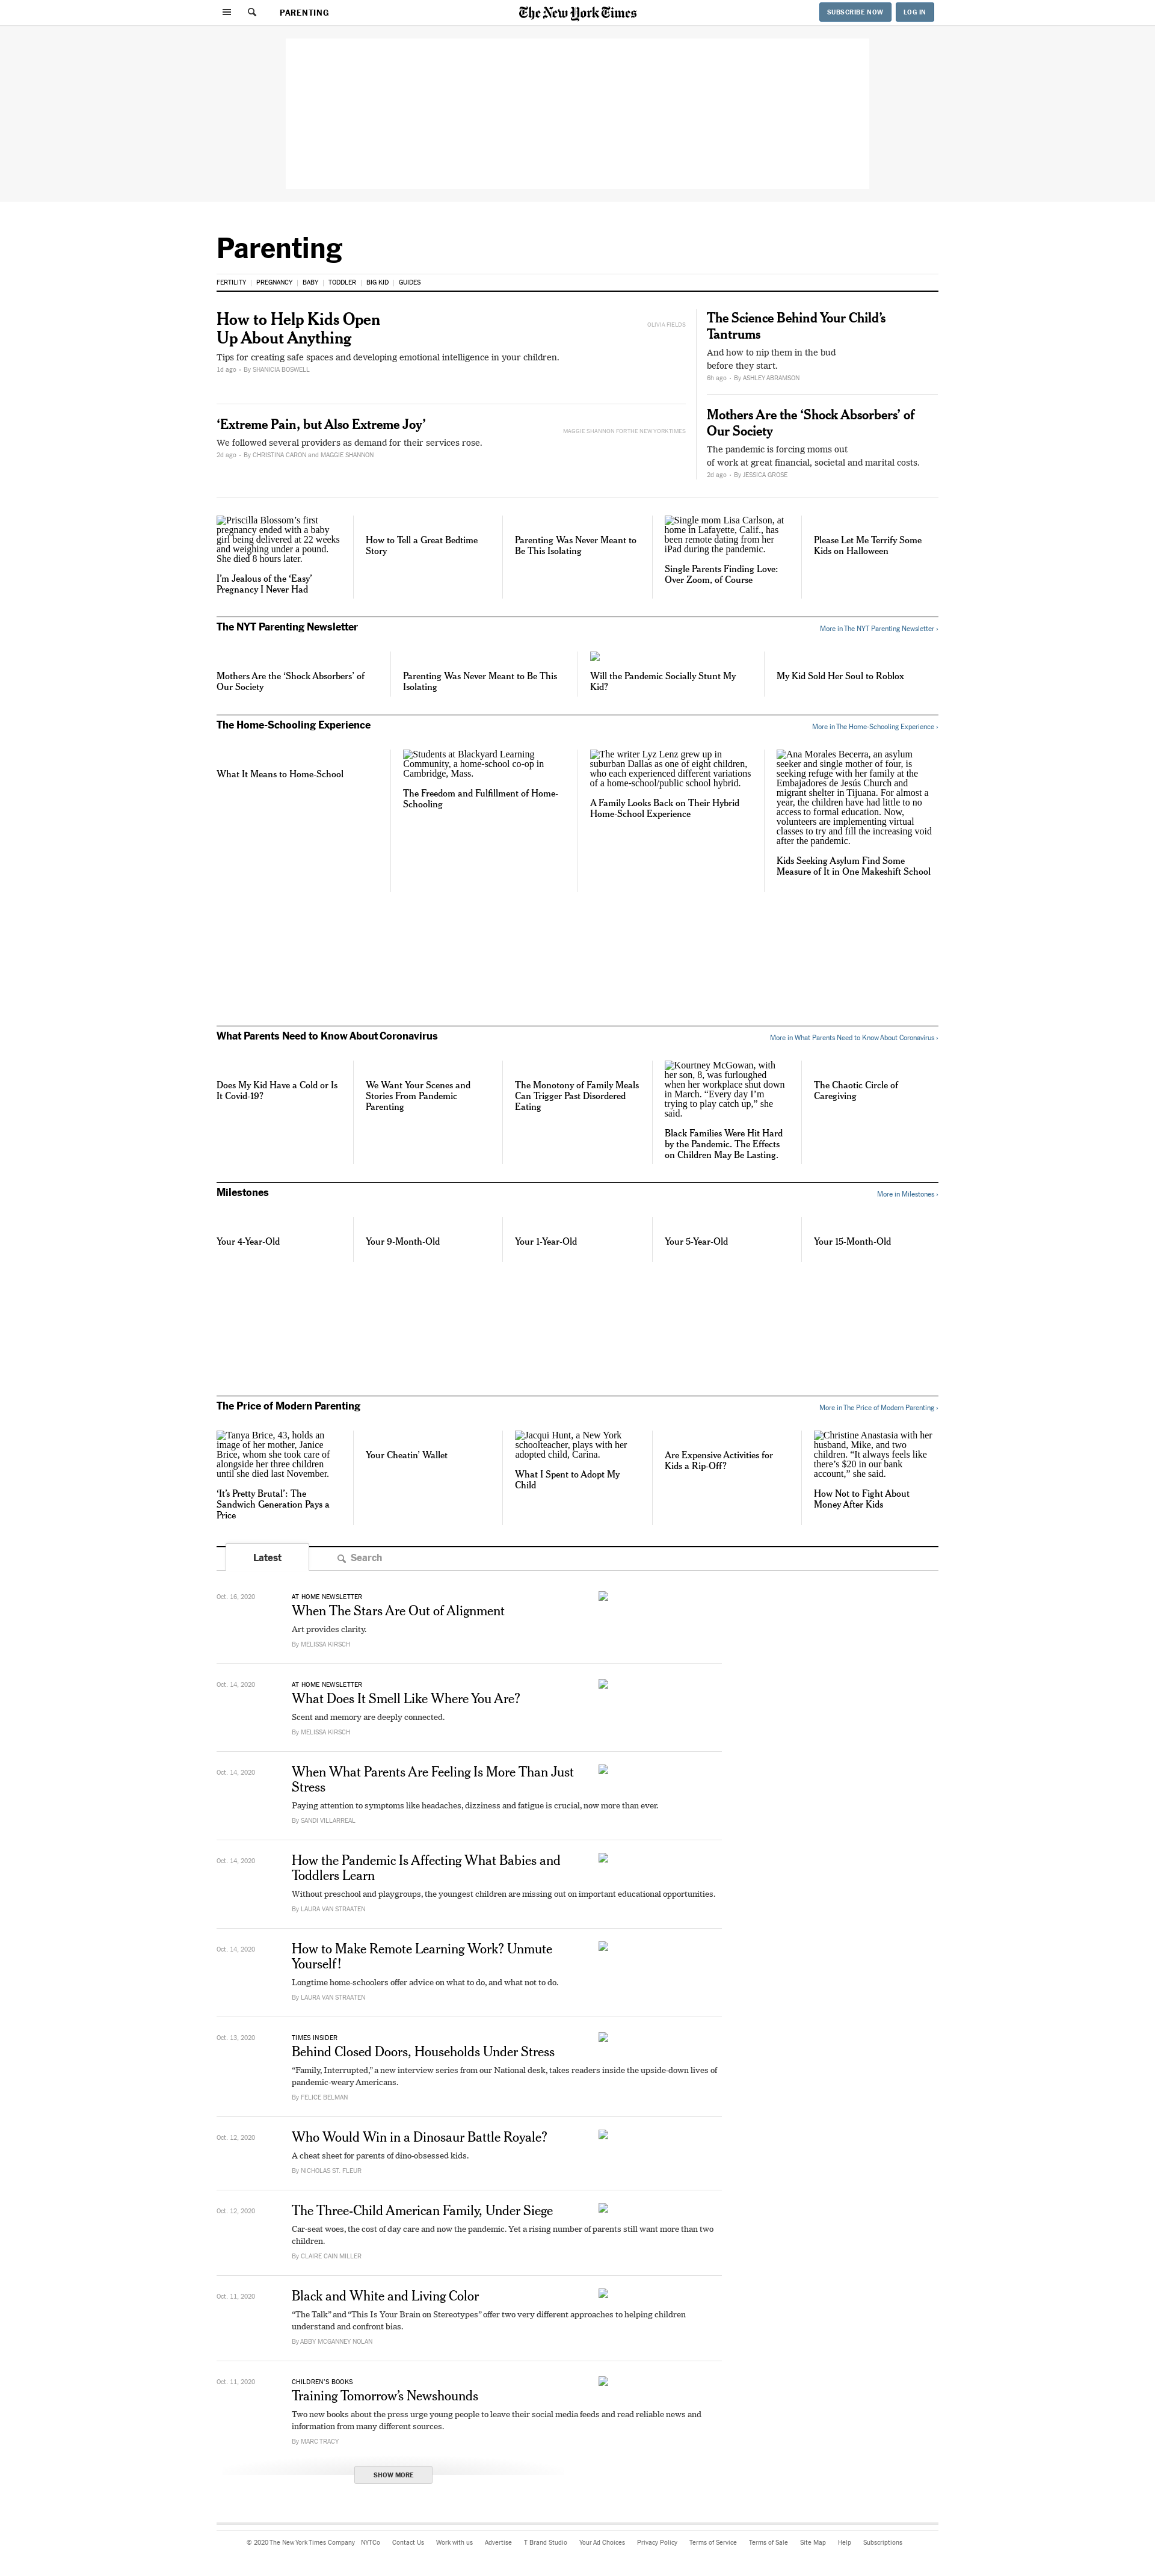 PARENTING
The New York Times
SUBSCRIBE NOW
LOG IN
Parenting
FERTILITY
PREGNANCY
BABY
TODDLER
BIG KID
GUIDES
How to Help Kids Open
Up About Anything
OLIVIA FIELDS
Tips for creating safe spaces and developing emotional intelligence in your children.
1d ago • By SHANICIA BOSWELL
‘Extreme Pain, but Also Extreme Joy’
MAGGIE SHANNON FOR THE NEW YORK TIMES
We followed several providers as demand for their services rose.
2d ago • By CHRISTINA CARON and MAGGIE SHANNON
The Science Behind Your Child’s
Tantrums
And how to nip them in the bud
before they start.
6h ago • By ASHLEY ABRAMSON
Mothers Are the ‘Shock Absorbers’ of
Our Society
The pandemic is forcing moms out
of work at great financial, societal and marital costs.
2d ago • By JESSICA GROSE
Priscilla Blossom’s first
pregnancy ended with a baby
girl being delivered at 22 weeks
and weighing under a pound.
She died 8 hours later.
I’m Jealous of the ‘Easy’
Pregnancy I Never Had
How to Tell a Great Bedtime
Story
Parenting Was Never Meant to
Be This Isolating
Single mom Lisa Carlson, at
home in Lafayette, Calif., has
been remote dating from her
iPad during the pandemic.
Single Parents Finding Love:
Over Zoom, of Course
Please Let Me Terrify Some
Kids on Halloween
The NYT Parenting Newsletter
More in The NYT Parenting Newsletter ›
Mothers Are the ‘Shock Absorbers’ of
Our Society
Parenting Was Never Meant to Be This
Isolating
Will the Pandemic Socially Stunt My
Kid?
My Kid Sold Her Soul to Roblox
The Home-Schooling Experience
More in The Home-Schooling Experience ›
What It Means to Home-School
Students at Blackyard Learning
Community, a home-school co-op in
Cambridge, Mass.
The Freedom and Fulfillment of Home-
Schooling
The writer Lyz Lenz grew up in
suburban Dallas as one of eight children,
who each experienced different variations
of a home-school/public school hybrid.
A Family Looks Back on Their Hybrid
Home-School Experience
Ana Morales Becerra, an asylum
seeker and single mother of four, is
seeking refuge with her family at the
Embajadores de Jesús Church and
migrant shelter in Tijuana. For almost a
year, the children have had little to no
access to formal education. Now,
volunteers are implementing virtual
classes to try and fill the increasing void
after the pandemic.
Kids Seeking Asylum Find Some
Measure of It in One Makeshift School
What Parents Need to Know About Coronavirus
More in What Parents Need to Know About Coronavirus ›
Does My Kid Have a Cold or Is
It Covid-19?
We Want Your Scenes and
Stories From Pandemic
Parenting
The Monotony of Family Meals
Can Trigger Past Disordered
Eating
Kourtney McGowan, with
her son, 8, was furloughed
when her workplace shut down
in March. “Every day I’m
trying to play catch up,” she
said.
Black Families Were Hit Hard
by the Pandemic. The Effects
on Children May Be Lasting.
The Chaotic Circle of
Caregiving
Milestones
More in Milestones ›
Your 4-Year-Old
Your 9-Month-Old
Your 1-Year-Old
Your 5-Year-Old
Your 15-Month-Old
The Price of Modern Parenting
More in The Price of Modern Parenting ›
Tanya Brice, 43, holds an
image of her mother, Janice
Brice, whom she took care of
alongside her three children
until she died last November.
‘It’s Pretty Brutal’: The
Sandwich Generation Pays a
Price
Your Cheatin’ Wallet
Jacqui Hunt, a New York
schoolteacher, plays with her
adopted child, Carina.
What I Spent to Adopt My
Child
Are Expensive Activities for
Kids a Rip-Off?
Christine Anastasia with her
husband, Mike, and two
children. “It always feels like
there’s $20 in our bank
account,” she said.
How Not to Fight About
Money After Kids
Latest
Search
Oct. 16, 2020
AT HOME NEWSLETTER
When The Stars Are Out of Alignment
Art provides clarity.
By MELISSA KIRSCH
Oct. 14, 2020
AT HOME NEWSLETTER
What Does It Smell Like Where You Are?
Scent and memory are deeply connected.
By MELISSA KIRSCH
Oct. 14, 2020
When What Parents Are Feeling Is More Than Just
Stress
Paying attention to symptoms like headaches, dizziness and fatigue is crucial, now more than ever.
By SANDI VILLARREAL
Oct. 14, 2020
How the Pandemic Is Affecting What Babies and
Toddlers Learn
Without preschool and playgroups, the youngest children are missing out on important educational opportunities.
By LAURA VAN STRAATEN
Oct. 14, 2020
How to Make Remote Learning Work? Unmute
Yourself!
Longtime home-schoolers offer advice on what to do, and what not to do.
By LAURA VAN STRAATEN
Oct. 13, 2020
TIMES INSIDER
Behind Closed Doors, Households Under Stress
“Family, Interrupted,” a new interview series from our National desk, takes readers inside the upside-down lives of
pandemic-weary Americans.
By FELICE BELMAN
Oct. 12, 2020
Who Would Win in a Dinosaur Battle Royale?
A cheat sheet for parents of dino-obsessed kids.
By NICHOLAS ST. FLEUR
Oct. 12, 2020
The Three-Child American Family, Under Siege
Car-seat woes, the cost of day care and now the pandemic. Yet a rising number of parents still want more than two
children.
By CLAIRE CAIN MILLER
Oct. 11, 2020
Black and White and Living Color
“The Talk” and “This Is Your Brain on Stereotypes” offer two very different approaches to helping children
understand and confront bias.
By ABBY MCGANNEY NOLAN
Oct. 11, 2020
CHILDREN’S BOOKS
Training Tomorrow’s Newshounds
Two new books about the press urge young people to leave their social media feeds and read reliable news and
information from many different sources.
By MARC TRACY
SHOW MORE
© 2020 The New York Times Company NYTCo Contact Us Work with us Advertise T Brand Studio Your Ad Choices Privacy Policy Terms of Service Terms of Sale Site Map Help Subscriptions